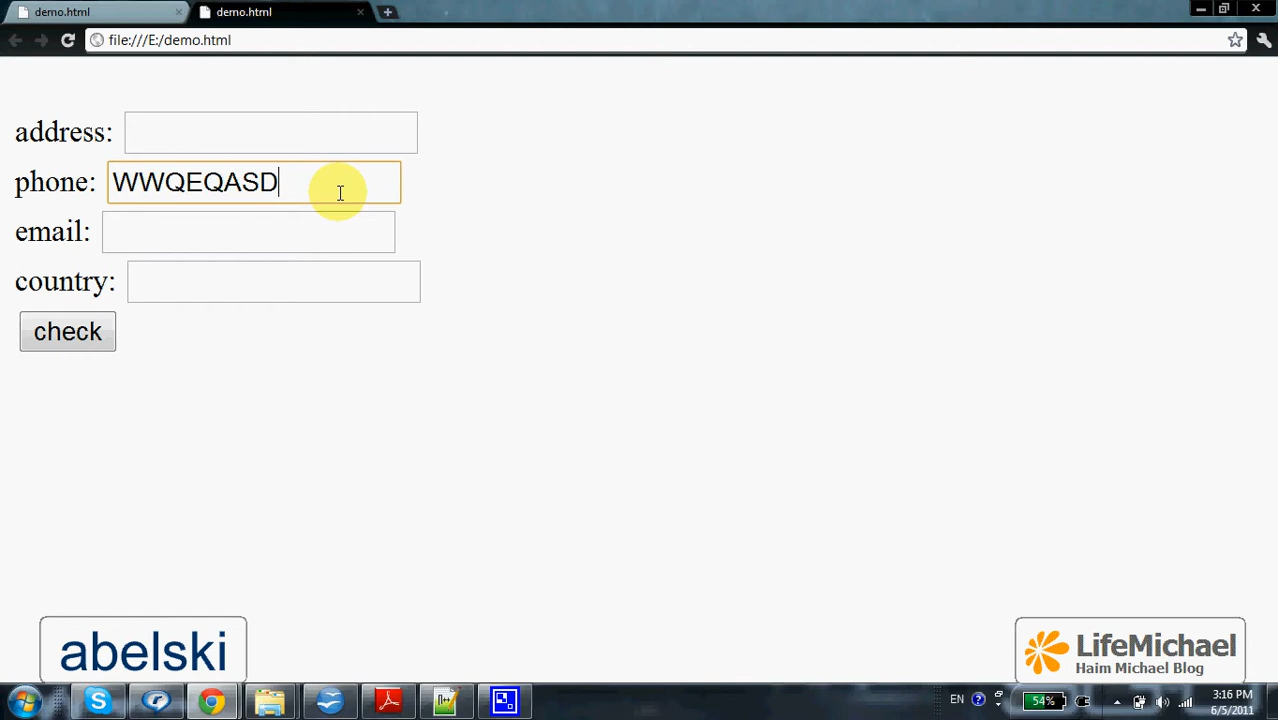 demo.html
demo.html
file:///E:/demo.html
address:
phone: WWQEQASD
email:
country:
check
abelski
LifeMichael
Haim Michael Blog
EN
54%
3:16 PM
6/5/2011